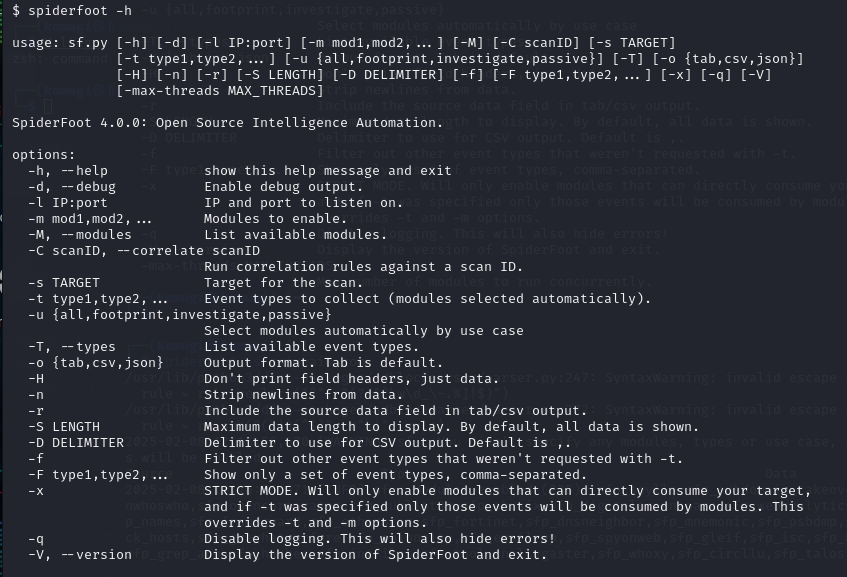 $ spiderfoot -h
usage: sf.py [-h] [-d] [-l IP:port] [-m mod1,mod2,...] [-M] [-C scanID] [-s TARGET]
[-t type1,type2,...] [-u {all,footprint,investigate,passive}] [-T] [-o {tab,csv,json}]
[-H] [-n] [-r] [-S LENGTH] [-D DELIMITER] [-f] [-F type1,type2,...] [-x] [-q] [-V]
[-max-threads MAX_THREADS]
SpiderFoot 4.0.0: Open Source Intelligence Automation.
options:
-h, --help show this help message and exit
-d, --debug Enable debug output.
-l IP:port IP and port to listen on.
-m mod1,mod2,... Modules to enable.
-M, --modules List available modules.
-C scanID, --correlate scanID
Run correlation rules against a scan ID.
-s TARGET Target for the scan.
-t type1,type2,... Event types to collect (modules selected automatically).
-u {all,footprint,investigate,passive}
Select modules automatically by use case
-T, --types List available event types.
-o {tab,csv,json} Output format. Tab is default.
-H Don't print field headers, just data.
-n Strip newlines from data.
-r Include the source data field in tab/csv output.
-S LENGTH Maximum data length to display. By default, all data is shown.
-D DELIMITER Delimiter to use for CSV output. Default is ,.
-f Filter out other event types that weren't requested with -t.
-F type1,type2,... Show only a set of event types, comma-separated.
-x STRICT MODE. Will only enable modules that can directly consume your target,
and if -t was specified only those events will be consumed by modules. This
overrides -t and -m options.
-q Disable logging. This will also hide errors!
-V, --version Display the version of SpiderFoot and exit.